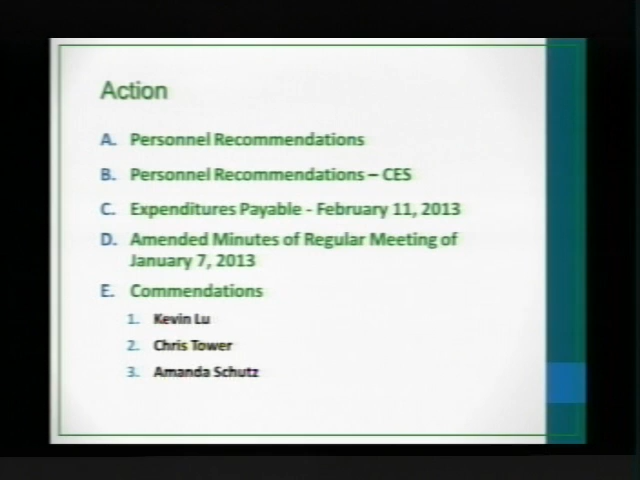 Action
A. Personnel Recommendations
B. Personnel Recommendations – CES
C. Expenditures Payable - February 11, 2013
D. Amended Minutes of Regular Meeting of
January 7, 2013
E. Commendations
1. Kevin Lu
2. Chris Tower
3. Amanda Schutz